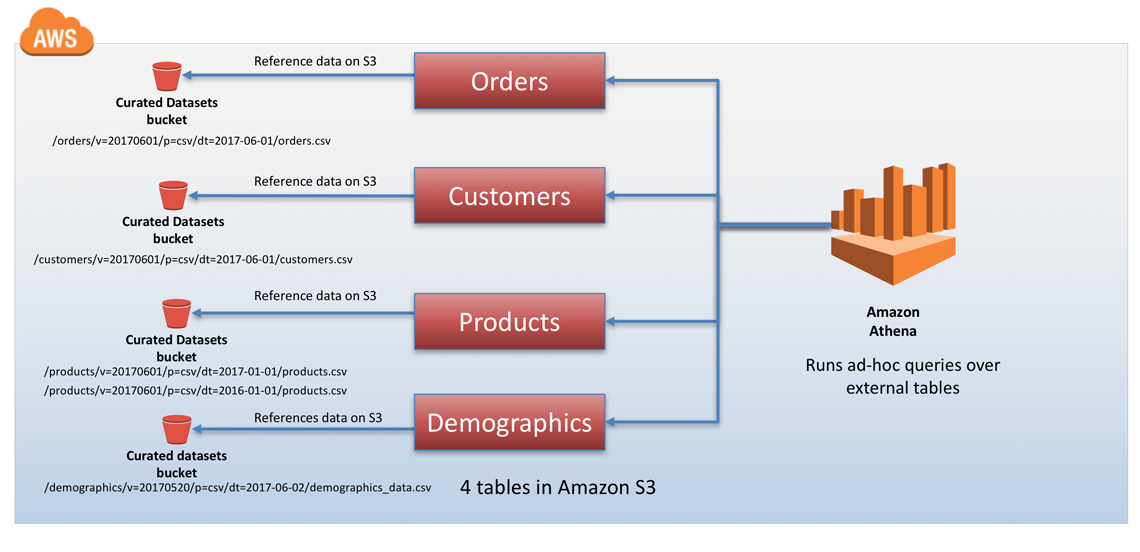 AWS
Reference data on S3
Orders
Curated Datasets
bucket
/orders/v=20170601/p=csv/dt=2017-06-01/orders.csv
Reference data on S3
Customers
Curated Datasets
bucket
/customers/v=20170601/p=csv/dt=2017-06-01/customers.csv
Reference data on S3
Products
Curated Datasets
bucket
/products/v=20170601/p=csv/dt=2017-01-01/products.csv
/products/v=20170601/p=csv/dt=2016-01-01/products.csv
References data on S3
Demographics
Curated datasets
bucket
/demographics/v=20170520/p=csv/dt=2017-06-02/demographics_data.csv
4 tables in Amazon S3
Amazon
Athena
Runs ad-hoc queries over
external tables